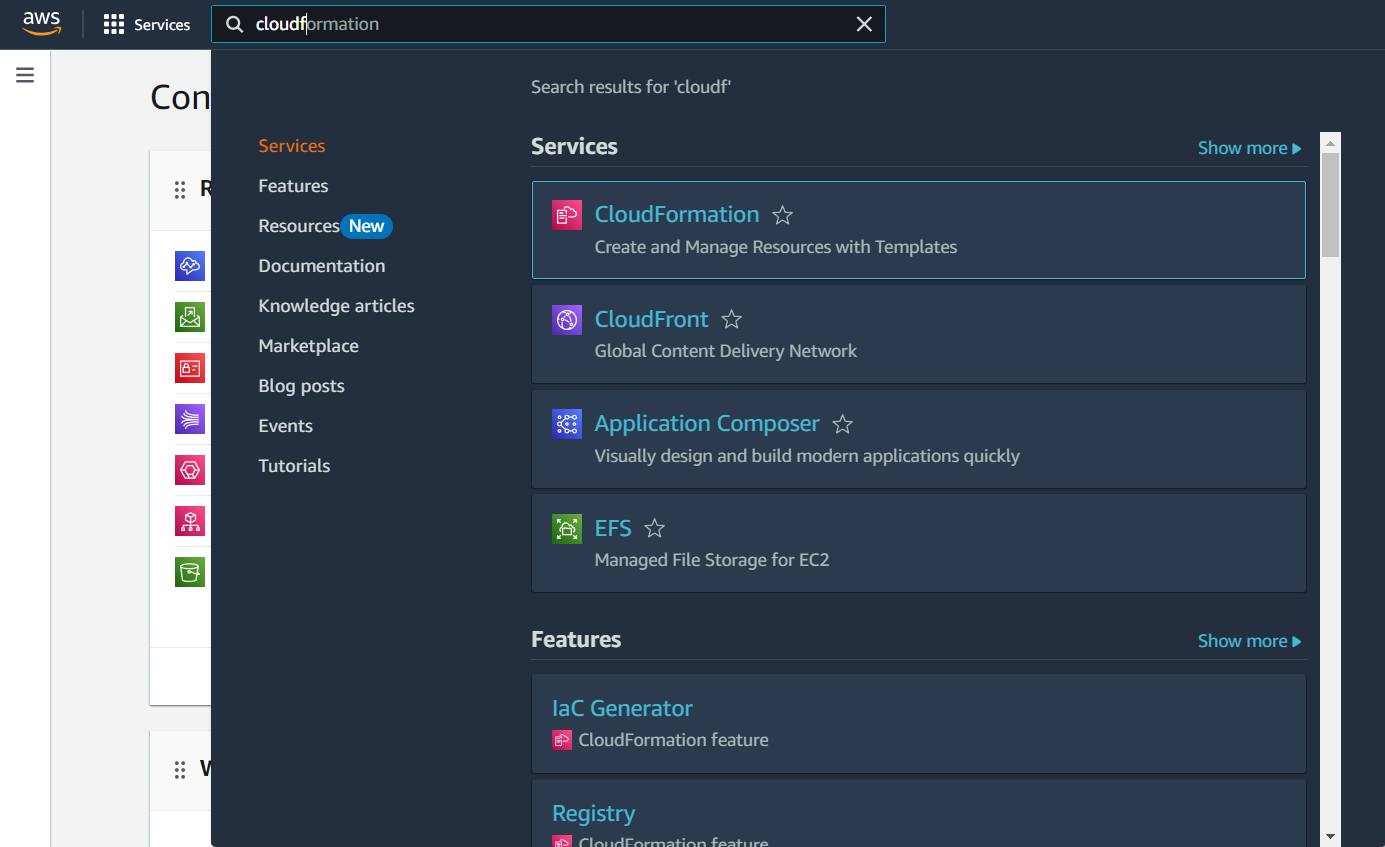 aws
Services
cloudformation
Con
R
W
Search results for 'cloudf'
Services
Features
Resources New
Documentation
Knowledge articles
Marketplace
Blog posts
Events
Tutorials
Services
Show more
CloudFormation
Create and Manage Resources with Templates
CloudFront
Global Content Delivery Network
Application Composer
Visually design and build modern applications quickly
EFS
Managed File Storage for EC2
Features
Show more
IaC Generator
CloudFormation feature
Registry
CloudFormation feature